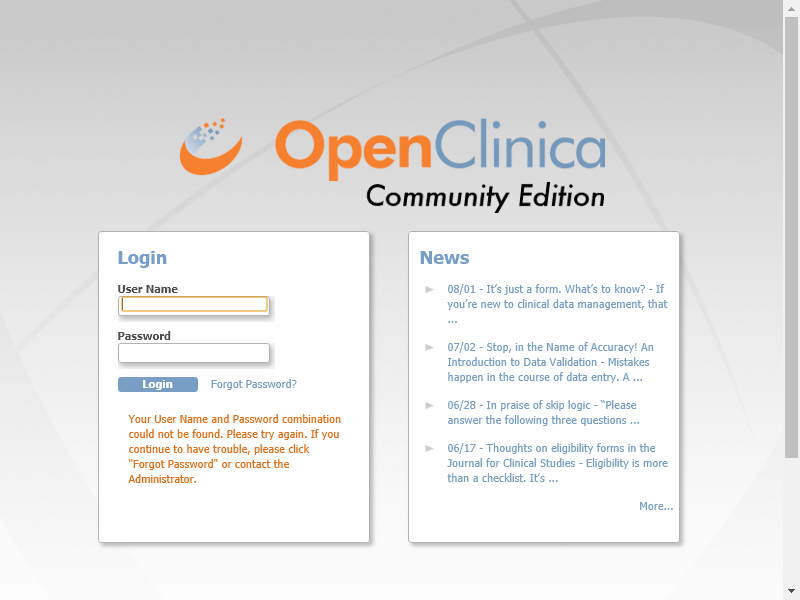 OpenClinica
Community Edition
Login
User Name
Password
Login Forgot Password?
Your User Name and Password combination
could not be found. Please try again. If you
continue to have trouble, please click
"Forgot Password" or contact the
Administrator.
News
08/01 - It’s just a form. What’s to know? - If
you’re new to clinical data management, that
...
07/02 - Stop, in the Name of Accuracy! An
Introduction to Data Validation - Mistakes
happen in the course of data entry. A ...
06/28 - In praise of skip logic - “Please
answer the following three questions ...
06/17 - Thoughts on eligibility forms in the
Journal for Clinical Studies - Eligibility is more
than a checklist. It’s ...
More...